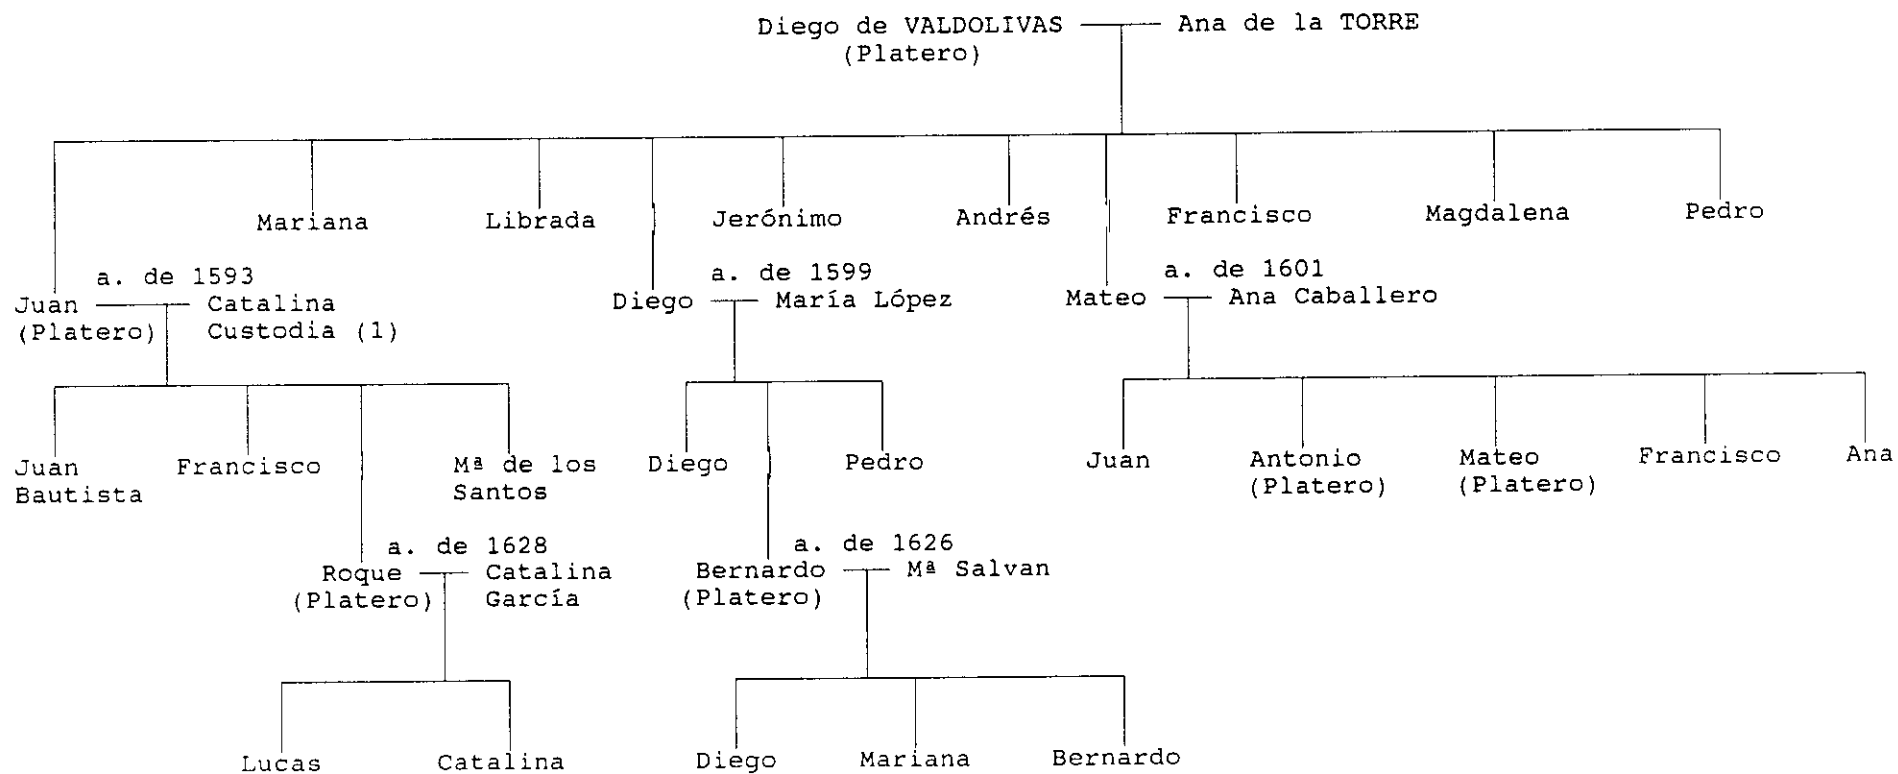 Diego de VALDOLIVAS Ana de la TORRE
(Platero)
Mariana Librada Jerónimo Andrés Francisco Magdalena Pedro
a. de 1593 a. de 1599 a. de 1601
Juan Catalina Diego María López Mateo Ana Caballero
(Platero) Custodia (1)
Juan Francisco Mª de los Diego Pedro Juan Antonio Mateo Francisco Ana
Bautista Santos (Platero) (Platero)
a. de 1628 a. de 1626
Roque Catalina Bernardo Mª Salvan
(Platero) García (Platero)
Lucas Catalina Diego Mariana Bernardo